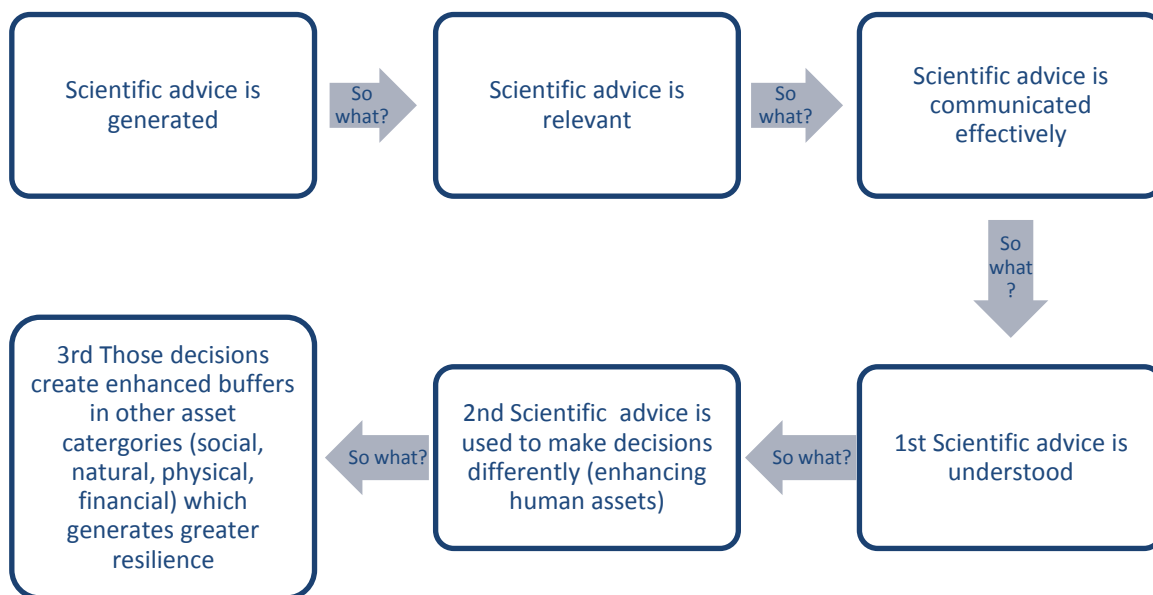 Scientific advice is
generated
So
what?
Scientific advice is
relevant
So
what?
Scientific advice is
communicated
effectively
So
what
?
1st Scientific advice is
understood
So what?
2nd Scientific  advice is
used to make decisions
differently (enhancing
human assets)
So what?
3rd Those decisions
create enhanced buffers
in other asset
catergories (social,
natural, physical,
financial) which
generates greater
resilience